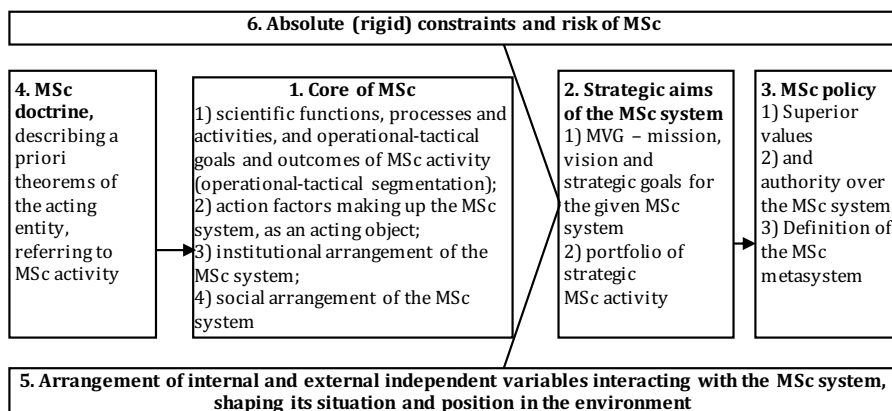 6. Absolute (rigid) constraints and risk of MSc
4. MSc
doctrine,
describing a
priori
theorems of
the acting
entity,
referring to
MSc activity
1. Core of MSc
1) scientific functions, processes and
activities, and operational-tactical
goals and outcomes of MSc activity
(operational-tactical segmentation);
2) action factors making up the MSc
system, as an acting object;
3) institutional arrangement of the
MSc system;
4) social arrangement of the MSc
system
2. Strategic aims
of the MSc system
1) MVG – mission,
vision and
strategic goals for
the given MSc
system
2) portfolio of
strategic
MSc activity
3. MSc policy
1) Superior
values
2) and
authority over
the MSc system
3) Definition of
the MSc
metasystem
5. Arrangement of internal and external independent variables interacting with the MSc system,
shaping its situation and position in the environment